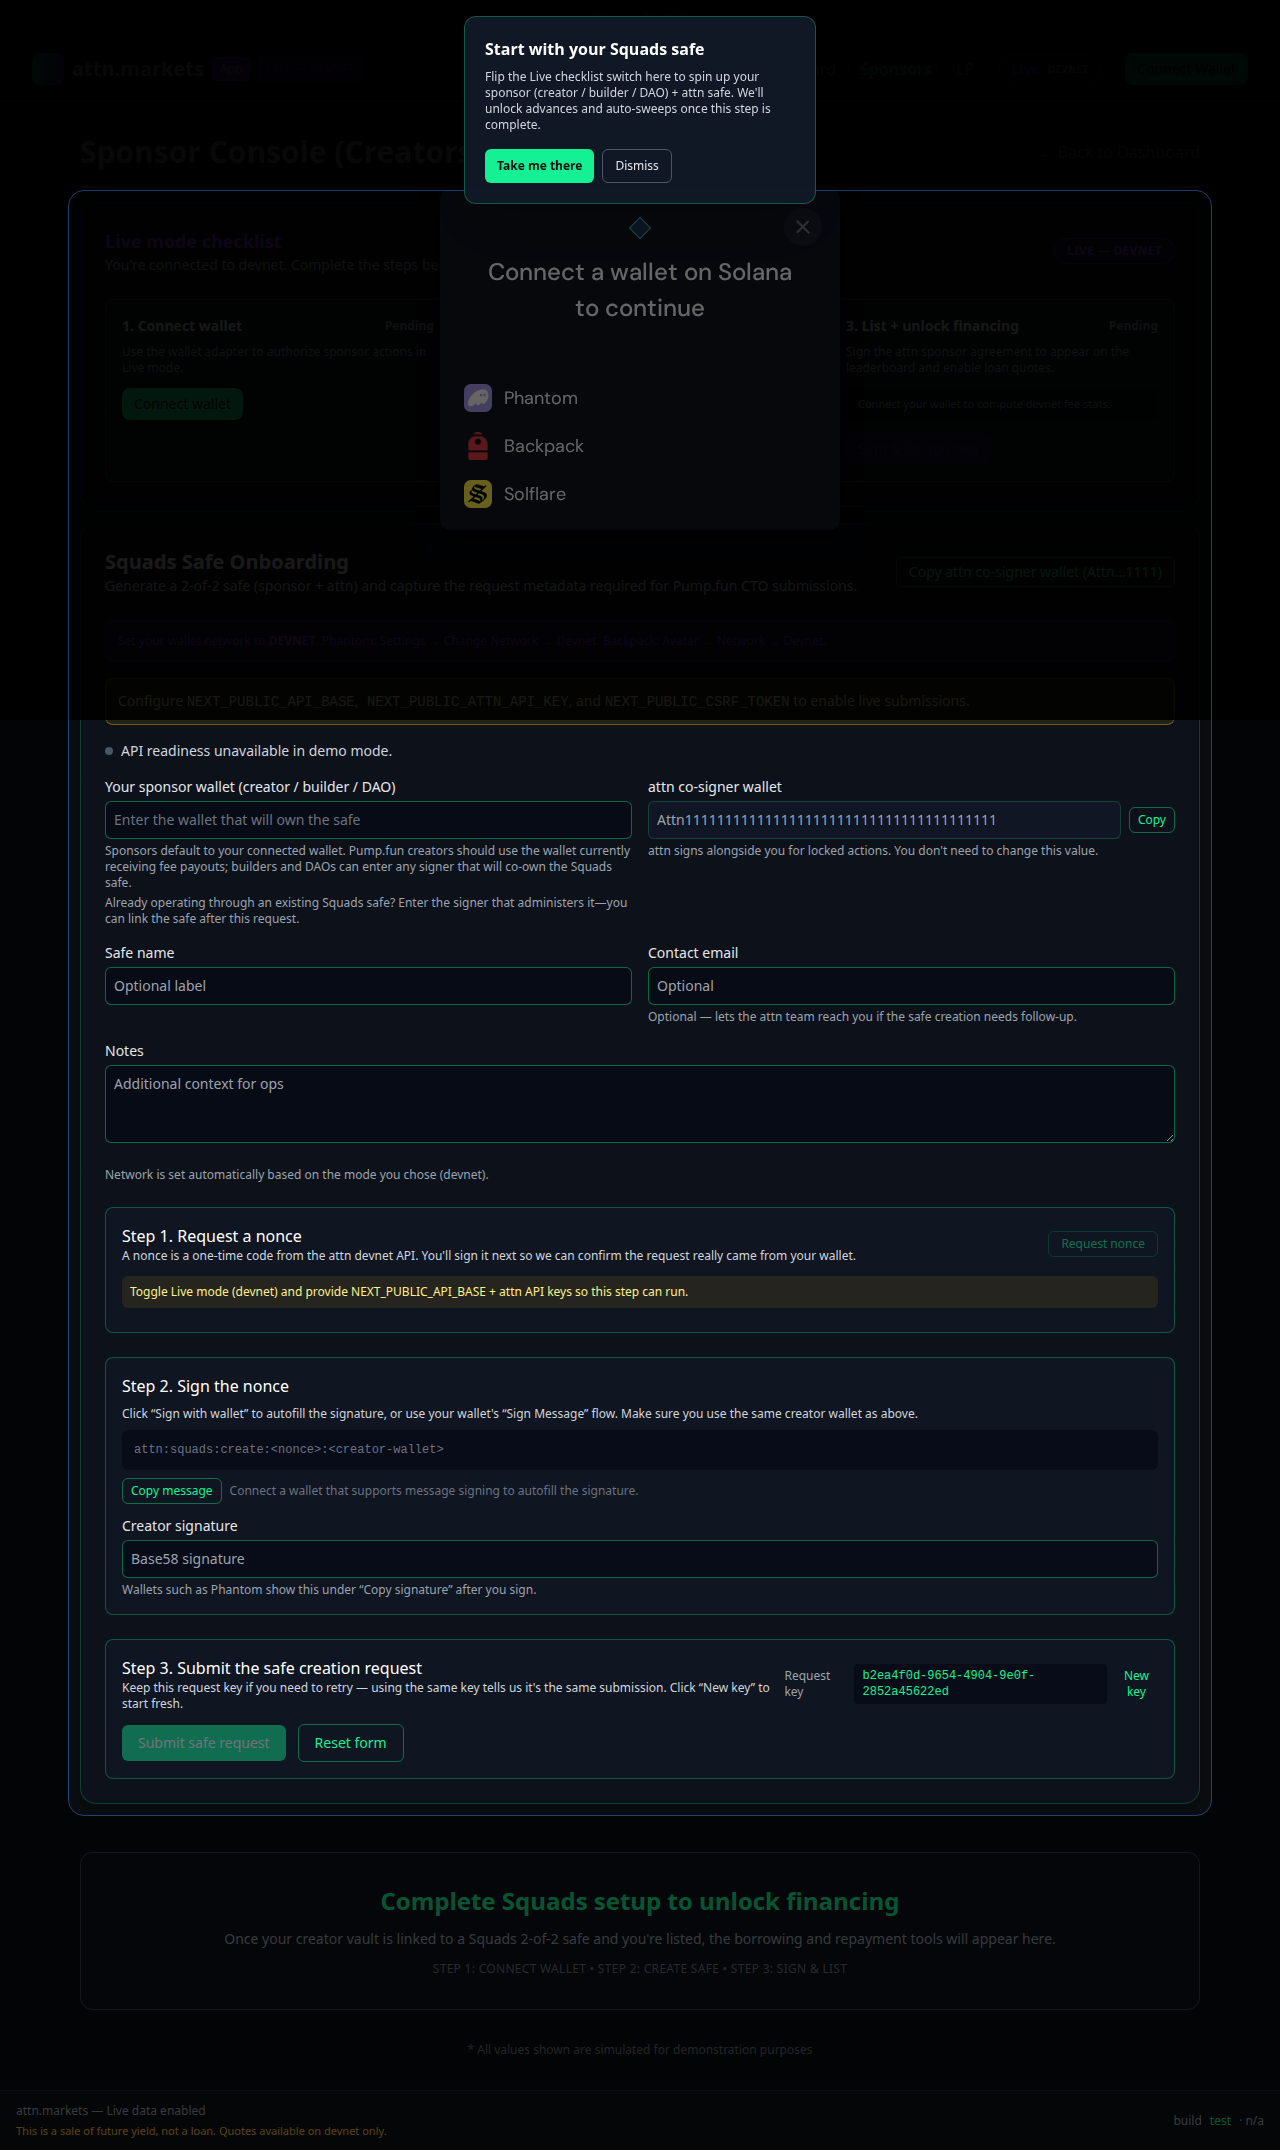 Start with your Squads safe
Flip the Live checklist switch here to spin up your
sponsor (creator / builder / DAO) + attn safe. We'll
unlock advances and auto-sweeps once this step is
complete.
Take me there
Dismiss
attn.markets
Sponsors
LP
Sponsor Console (Creators
← Back to Dashboard
Live mode checklist
You're connected to devnet. Complete the steps be
LIVE — DEVNET
Connect a wallet on Solana
to continue
Phantom
Backpack
Solflare
1. Connect wallet
Pending
Use the wallet adapter to authorize sponsor actions in
Live mode.
Connect wallet
3. List + unlock financing
Pending
Sign the attn sponsor agreement to appear on the
leaderboard and enable loan quotes.
Connect your wallet to compute devnet fee stats.
Squads Safe Onboarding
Generate a 2-of-2 safe (sponsor + attn) and capture the request metadata required for Pump.fun CTO submissions.
Copy attn co-signer wallet (Attn…1111)
Set your wallet network to DEVNET. Phantom: Settings → Change Network → Devnet. Backpack: Avatar → Network → Devnet.
Configure NEXT_PUBLIC_API_BASE, NEXT_PUBLIC_ATTN_API_KEY, and NEXT_PUBLIC_CSRF_TOKEN to enable live submissions.
API readiness unavailable in demo mode.
Your sponsor wallet (creator / builder / DAO)
Enter the wallet that will own the safe
Sponsors default to your connected wallet. Pump.fun creators should use the wallet currently
receiving fee payouts; builders and DAOs can enter any signer that will co-own the Squads
safe.
Already operating through an existing Squads safe? Enter the signer that administers it—you
can link the safe after this request.
attn co-signer wallet
Attn1111111111111111111111111111111111111111
Copy
attn signs alongside you for locked actions. You don't need to change this value.
Safe name
Optional label
Contact email
Optional
Optional — lets the attn team reach you if the safe creation needs follow-up.
Notes
Additional context for ops
Network is set automatically based on the mode you chose (devnet).
Step 1. Request a nonce
A nonce is a one-time code from the attn devnet API. You'll sign it next so we can confirm the request really came from your wallet.
Request nonce
Toggle Live mode (devnet) and provide NEXT_PUBLIC_API_BASE + attn API keys so this step can run.
Step 2. Sign the nonce
Click “Sign with wallet” to autofill the signature, or use your wallet's “Sign Message” flow. Make sure you use the same creator wallet as above.
attn:squads:create:<nonce>:<creator-wallet>
Copy message
Connect a wallet that supports message signing to autofill the signature.
Creator signature
Base58 signature
Wallets such as Phantom show this under “Copy signature” after you sign.
Step 3. Submit the safe creation request
Keep this request key if you need to retry — using the same key tells us it's the same submission. Click “New key” to
start fresh.
Request
key
b2ea4f0d-9654-4904-9e0f-
2852a45622ed
New
key
Submit safe request
Reset form
Complete Squads setup to unlock financing
Once your creator vault is linked to a Squads 2-of-2 safe and you're listed, the borrowing and repayment tools will appear here.
STEP 1: CONNECT WALLET • STEP 2: CREATE SAFE • STEP 3: SIGN & LIST
* All values shown are simulated for demonstration purposes
attn.markets — Live data enabled
This is a sale of future yield, not a loan. Quotes available on devnet only.
build test · n/a